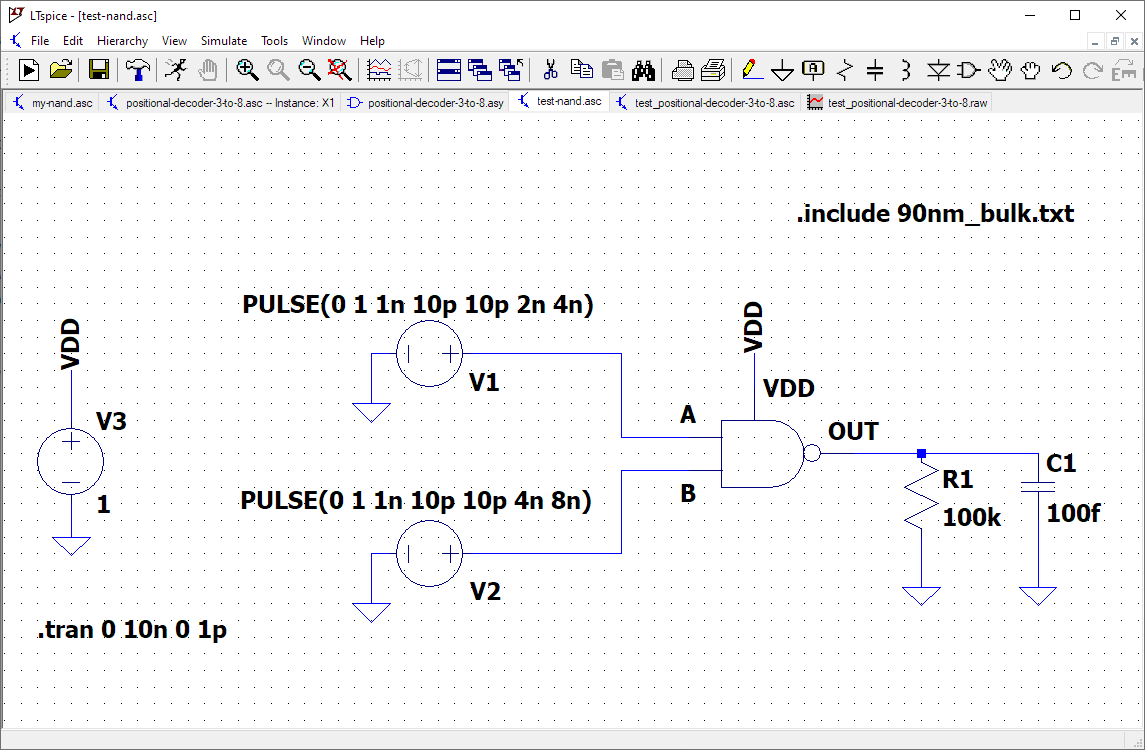 LTspice - [test-nand.asc]
File Edit Hierarchy View Simulate Tools Window Help
my-nand.asc positional-decoder-3-to-8.asc -- Instance: X1 positional-decoder-3-to-8.asy test-nand.asc test_positional-decoder-3-to-8.asc test_positional-decoder-3-to-8.raw
.include 90nm_bulk.txt
PULSE(0 1 1n 10p 10p 2n 4n)
VDD
VDD
V1
VDD
V3
A
OUT
C1
R1
B
PULSE(0 1 1n 10p 10p 4n 8n)
1
100k
100f
V2
.tran 0 10n 0 1p